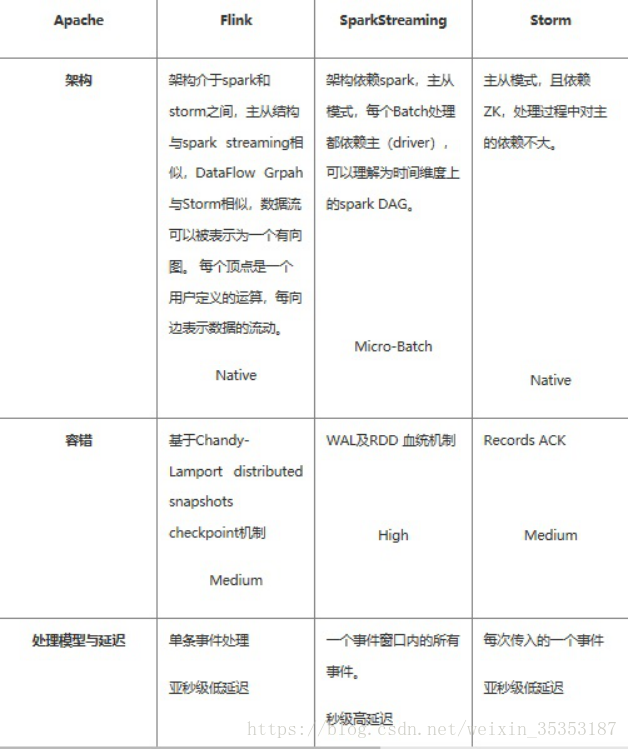 Apache
Flink
SparkStreaming
Storm
架构
架构介于spark和
storm之间，主从结构
与spark streaming相
似，DataFlow Grpah
与Storm相似，数据流
可以被表示为一个有向
图。 每个顶点是一个
用户定义的运算，每向
边表示数据的流动。
Native
架构依赖spark，主从
模式，每个Batch处理
都依赖主（driver），
可以理解为时间维度上
的spark DAG。
Micro-Batch
主从模式，且依赖
ZK，处理过程中对主
的依赖不大。
Native
容错
基于Chandy-
Lamport distributed
snapshots
checkpoint机制
Medium
WAL及RDD 血统机制
High
Records ACK
Medium
处理模型与延迟
单条事件处理
亚秒级低延迟
一个事件窗口内的所有
事件。
秒级高延迟
每次传入的一个事件
亚秒级低延迟
https://blog.csdn.net/weixin_35353187